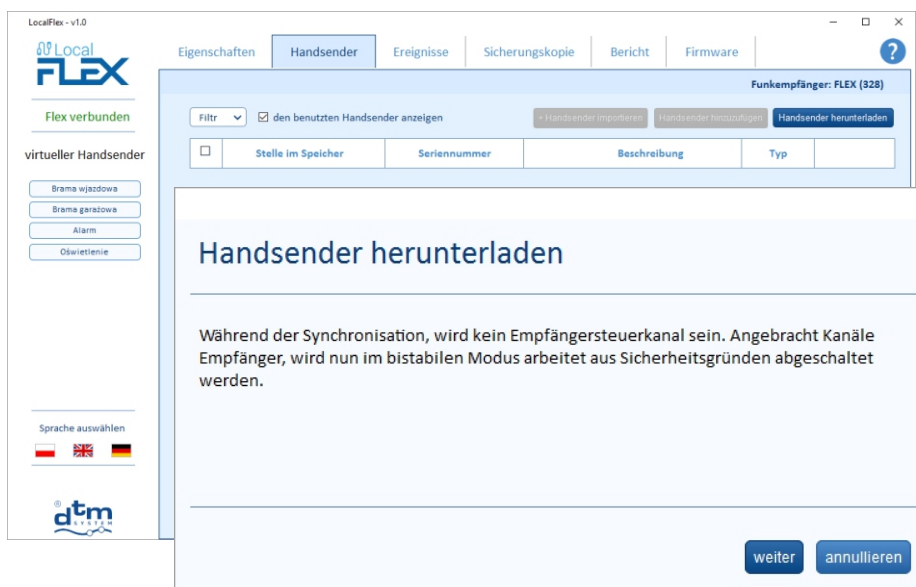 LocalFlex - v1.0
Local
FLEX
Eigenschaften Handsender Ereignisse Sicherungskopie Bericht Firmware ?
Funkempfänger: FLEX (328)
Flex verbunden
Filtr den benutzten Handsender anzeigen + Handsender importieren Handsender hinzuzufügen Handsender herunterladen
virtueller Handsender
Stelle im Speicher Seriennummer Beschreibung Typ
Brama wjazdowa
Brama garażowa
Alarm
Oświetlenie
Handsender herunterladen
Während der Synchronisation, wird kein Empfängersteuerkanal sein. Angebracht Kanäle
Empfänger, wird nun im bistabilen Modus arbeitet aus Sicherheitsgründen abgeschaltet
werden.
Sprache auswählen
® dtm
SYSTEM
weiter annullieren